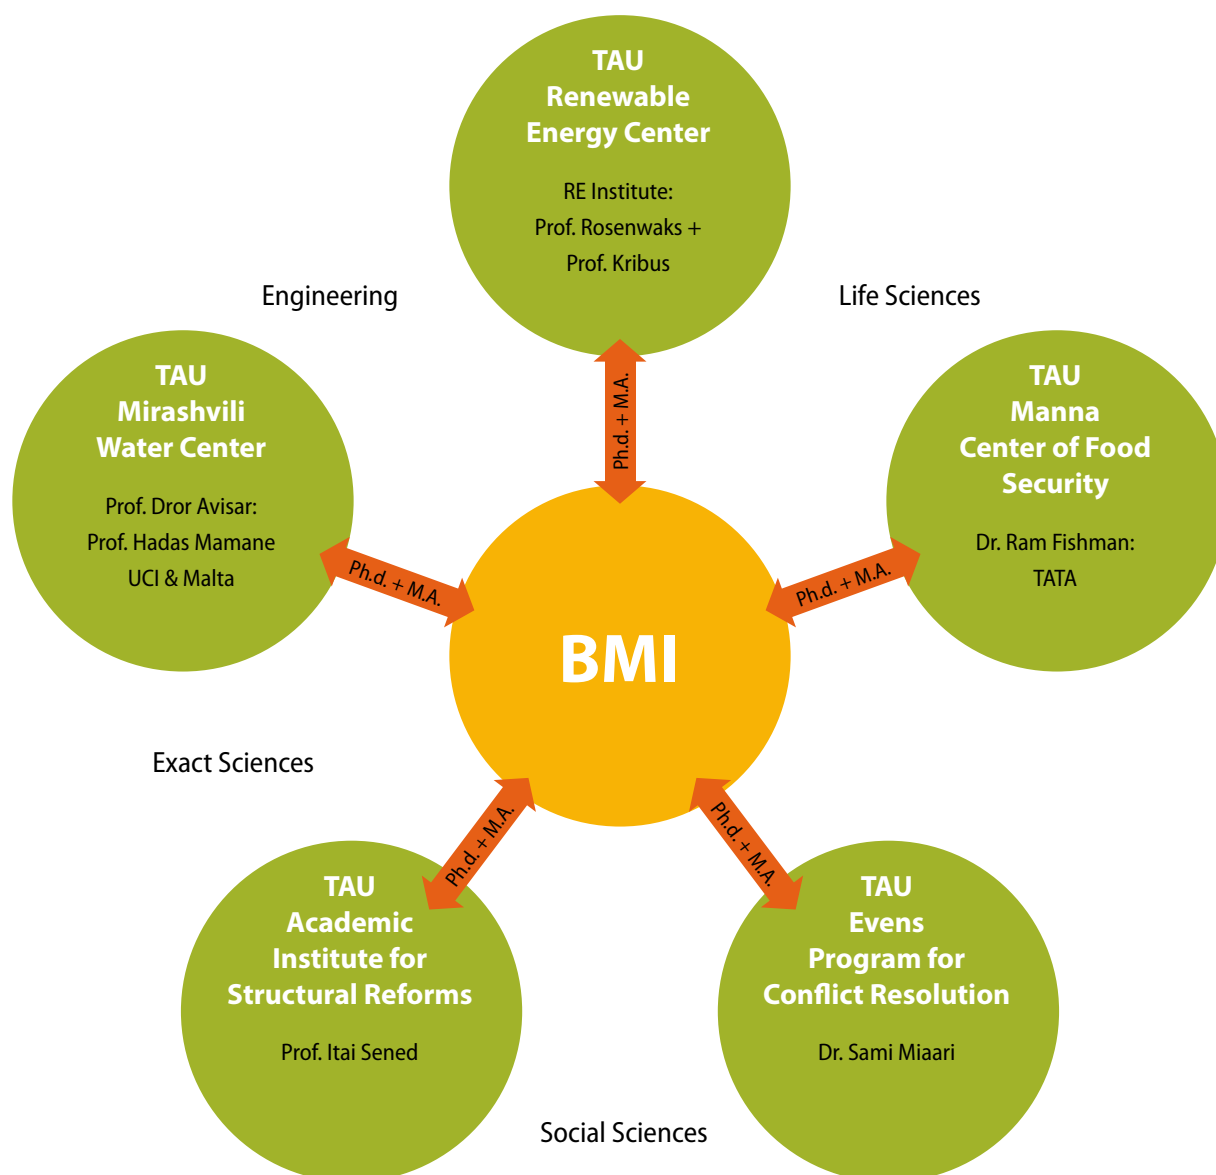 TAU
Renewable
Energy Center
RE Institute:
Prof. Rosenwaks +
Prof. Kribus
Engineering
Life Sciences
TAU
Mirashvili
Water Center
Prof. Dror Avisar:
Prof. Hadas Mamane
UCI & Malta
TAU
Manna
Center of Food
Security
Dr. Ram Fishman:
TATA
Ph.d. + M.A.
Ph.d. + M.A.
Ph.d. + M.A.
BMI
Exact Sciences
Ph.d. + M.A.
Ph.d. + M.A.
TAU
Academic
Institute for
Structural Reforms
Prof. Itai Sened
TAU
Evens
Program for
Conflict Resolution
Dr. Sami Miaari
Social Sciences